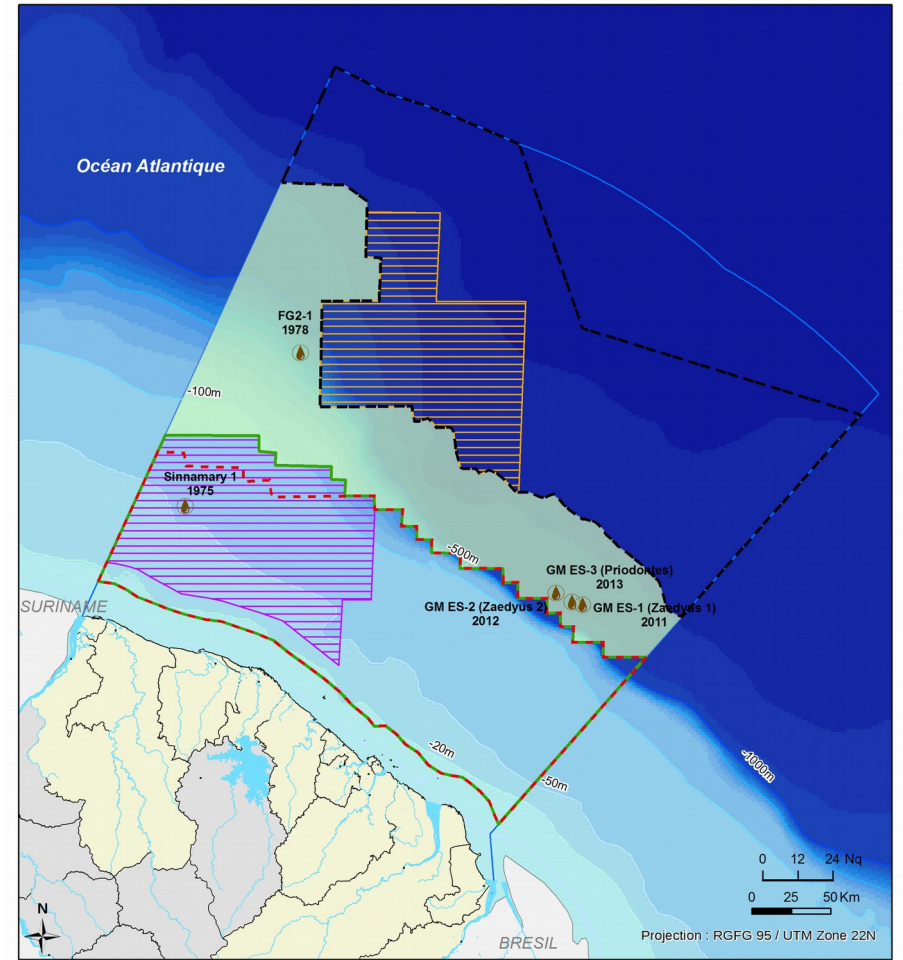 Océan Atlantique
FG2-1
1978
-100m
Sinnamary 1
1975
-500m
GM ES-3 (Priodontes)
2013
GM ES-2 (Zaedyus 2)
2012
GM ES-1 (Zaedyus 1)
2011
SURINAME
-20m
-50m
-1000m
0 12 24 Nq
0 25 50 Km
N
Projection : RGFG 95 / UTM Zone 22N
BRESIL